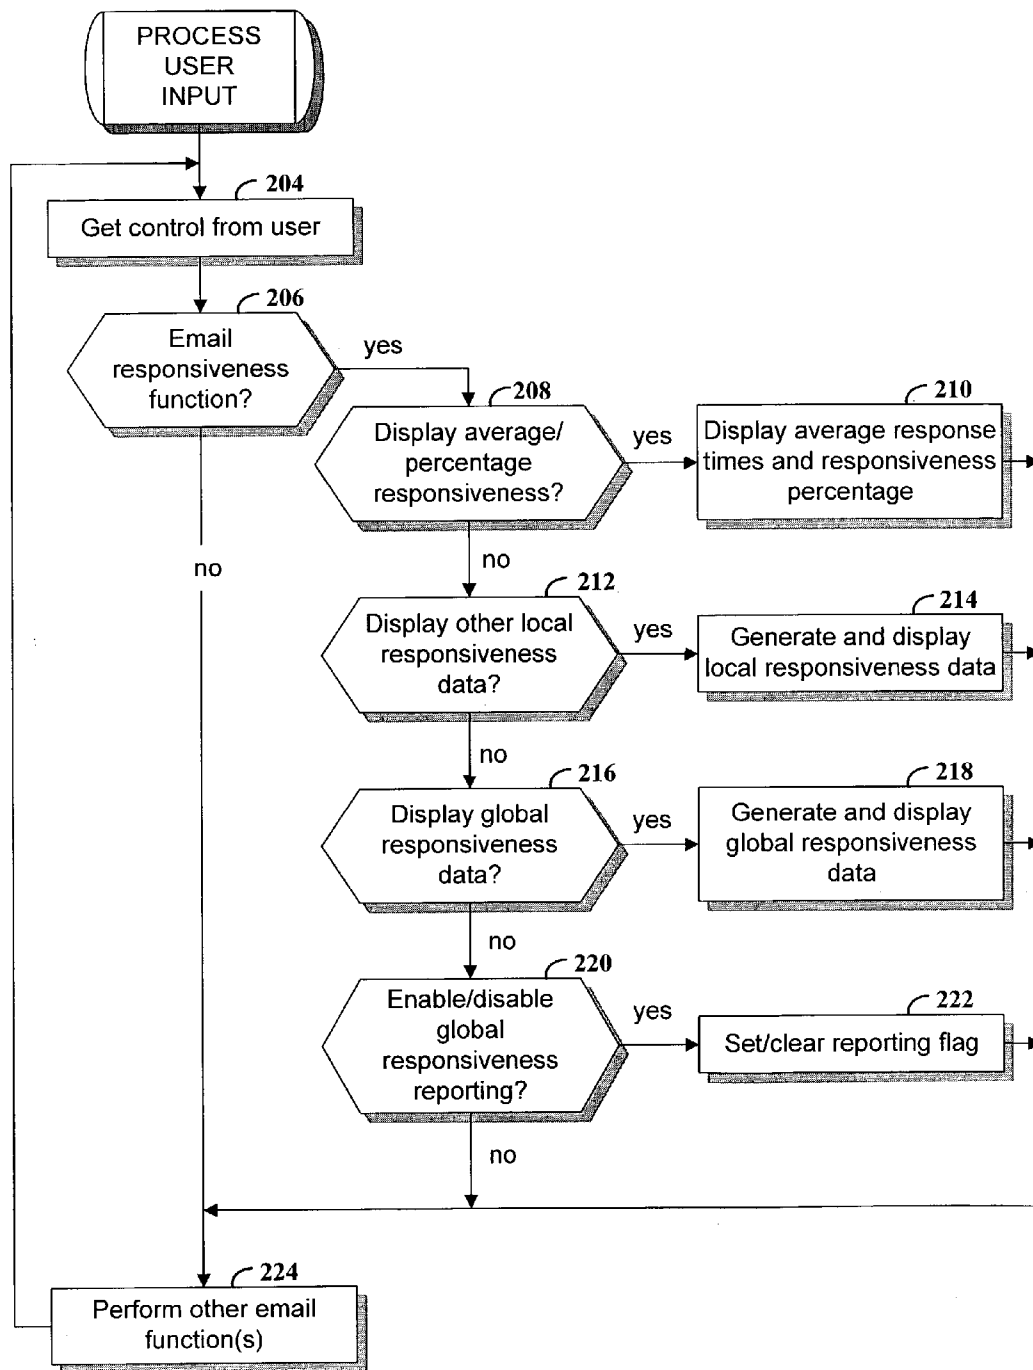 PROCESS
USER
INPUT
204
Get control from user
206
Email
responsiveness
function?
yes
208
Display average/
percentage
responsiveness?
yes
210
Display average response
times and responsiveness
percentage
no
no
212
Display other local
responsiveness
data?
yes
214
Generate and display
local responsiveness data
no
216
Display global
responsiveness
data?
yes
218
Generate and display
global responsiveness
data
no
220
Enable/disable
global
responsiveness
reporting?
yes
222
Set/clear reporting flag
no
224
Perform other email
function(s)